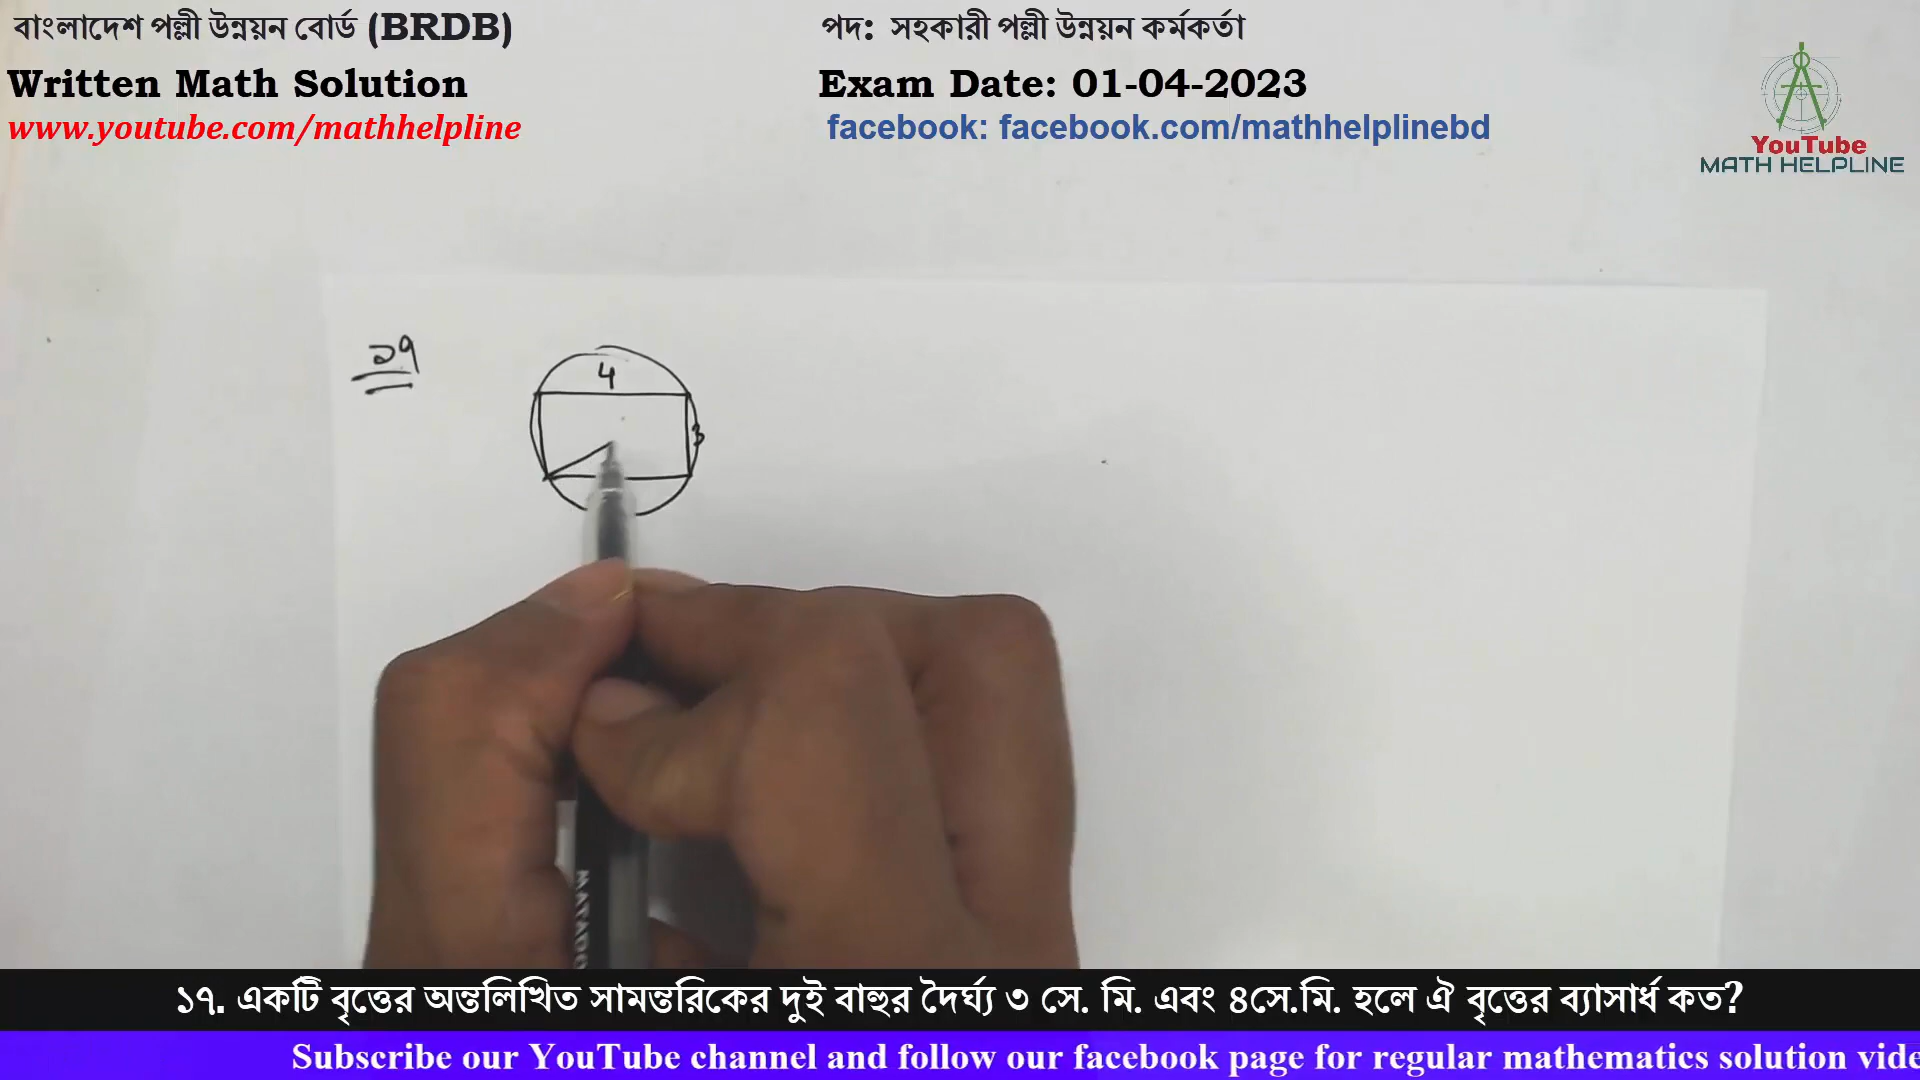 বাংলাদেশ পল্লী উন্নয়ন বোর্ড (BRDB)
পদ: সহকারী পল্লী উন্নয়ন কর্মকর্তা
Written Math Solution
Exam Date: 01-04-2023
www.youtube.com/mathhelpline
facebook: facebook.com/mathhelplinebd
YouTube
MATH HELPLINE
১৭
4
3
MATADO
১৭. একটি বৃত্তের অন্তলিখিত সামন্তরিকের দুই বাহুর দৈর্ঘ্য ৩ সে. মি. এবং ৪সে.মি. হলে ঐ বৃত্তের ব্যাসার্ধ কত?
Subscribe our YouTube channel and follow our facebook page for regular mathematics solution vide